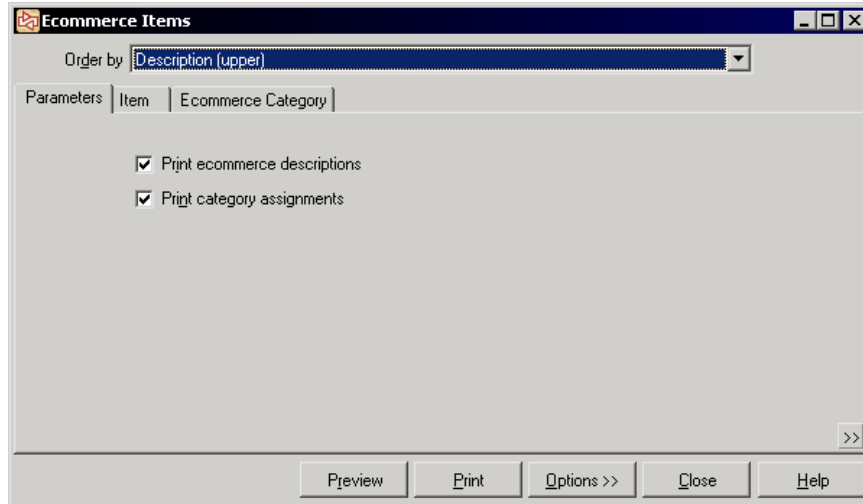 Ecommerce Items
Order by Description (upper)
Parameters Item Ecommerce Category
Print ecommerce descriptions
Print category assignments
>>
Preview Print Options >> Close Help